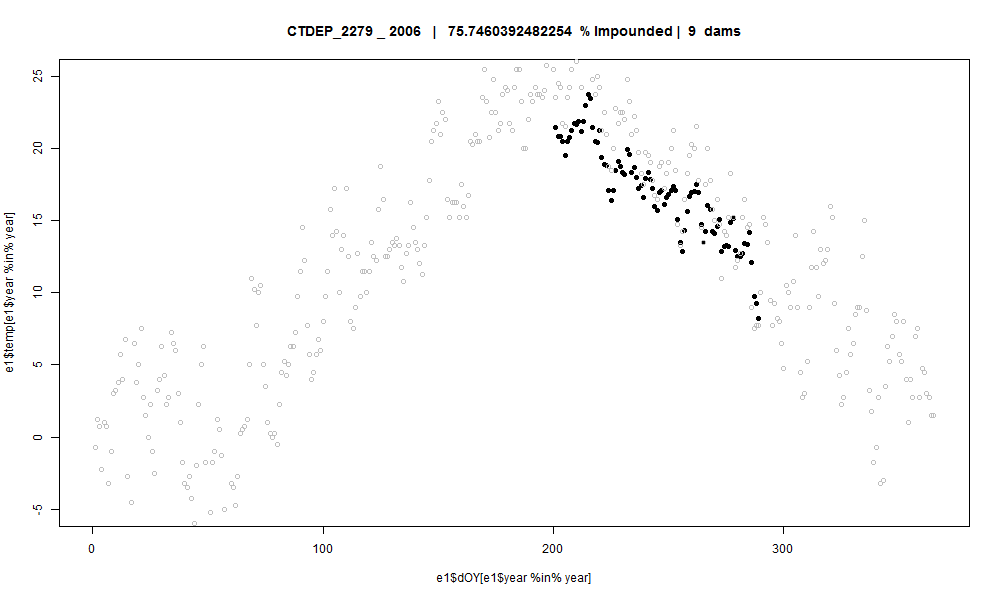 CTDEP_2279 _ 2006 | 75.7460392482254 % Impounded | 9 dams
25
20
15
10
5
0
-5
e1$temp[e1$year %in% year]
0 100 200 300
e1$dOY[e1$year %in% year]